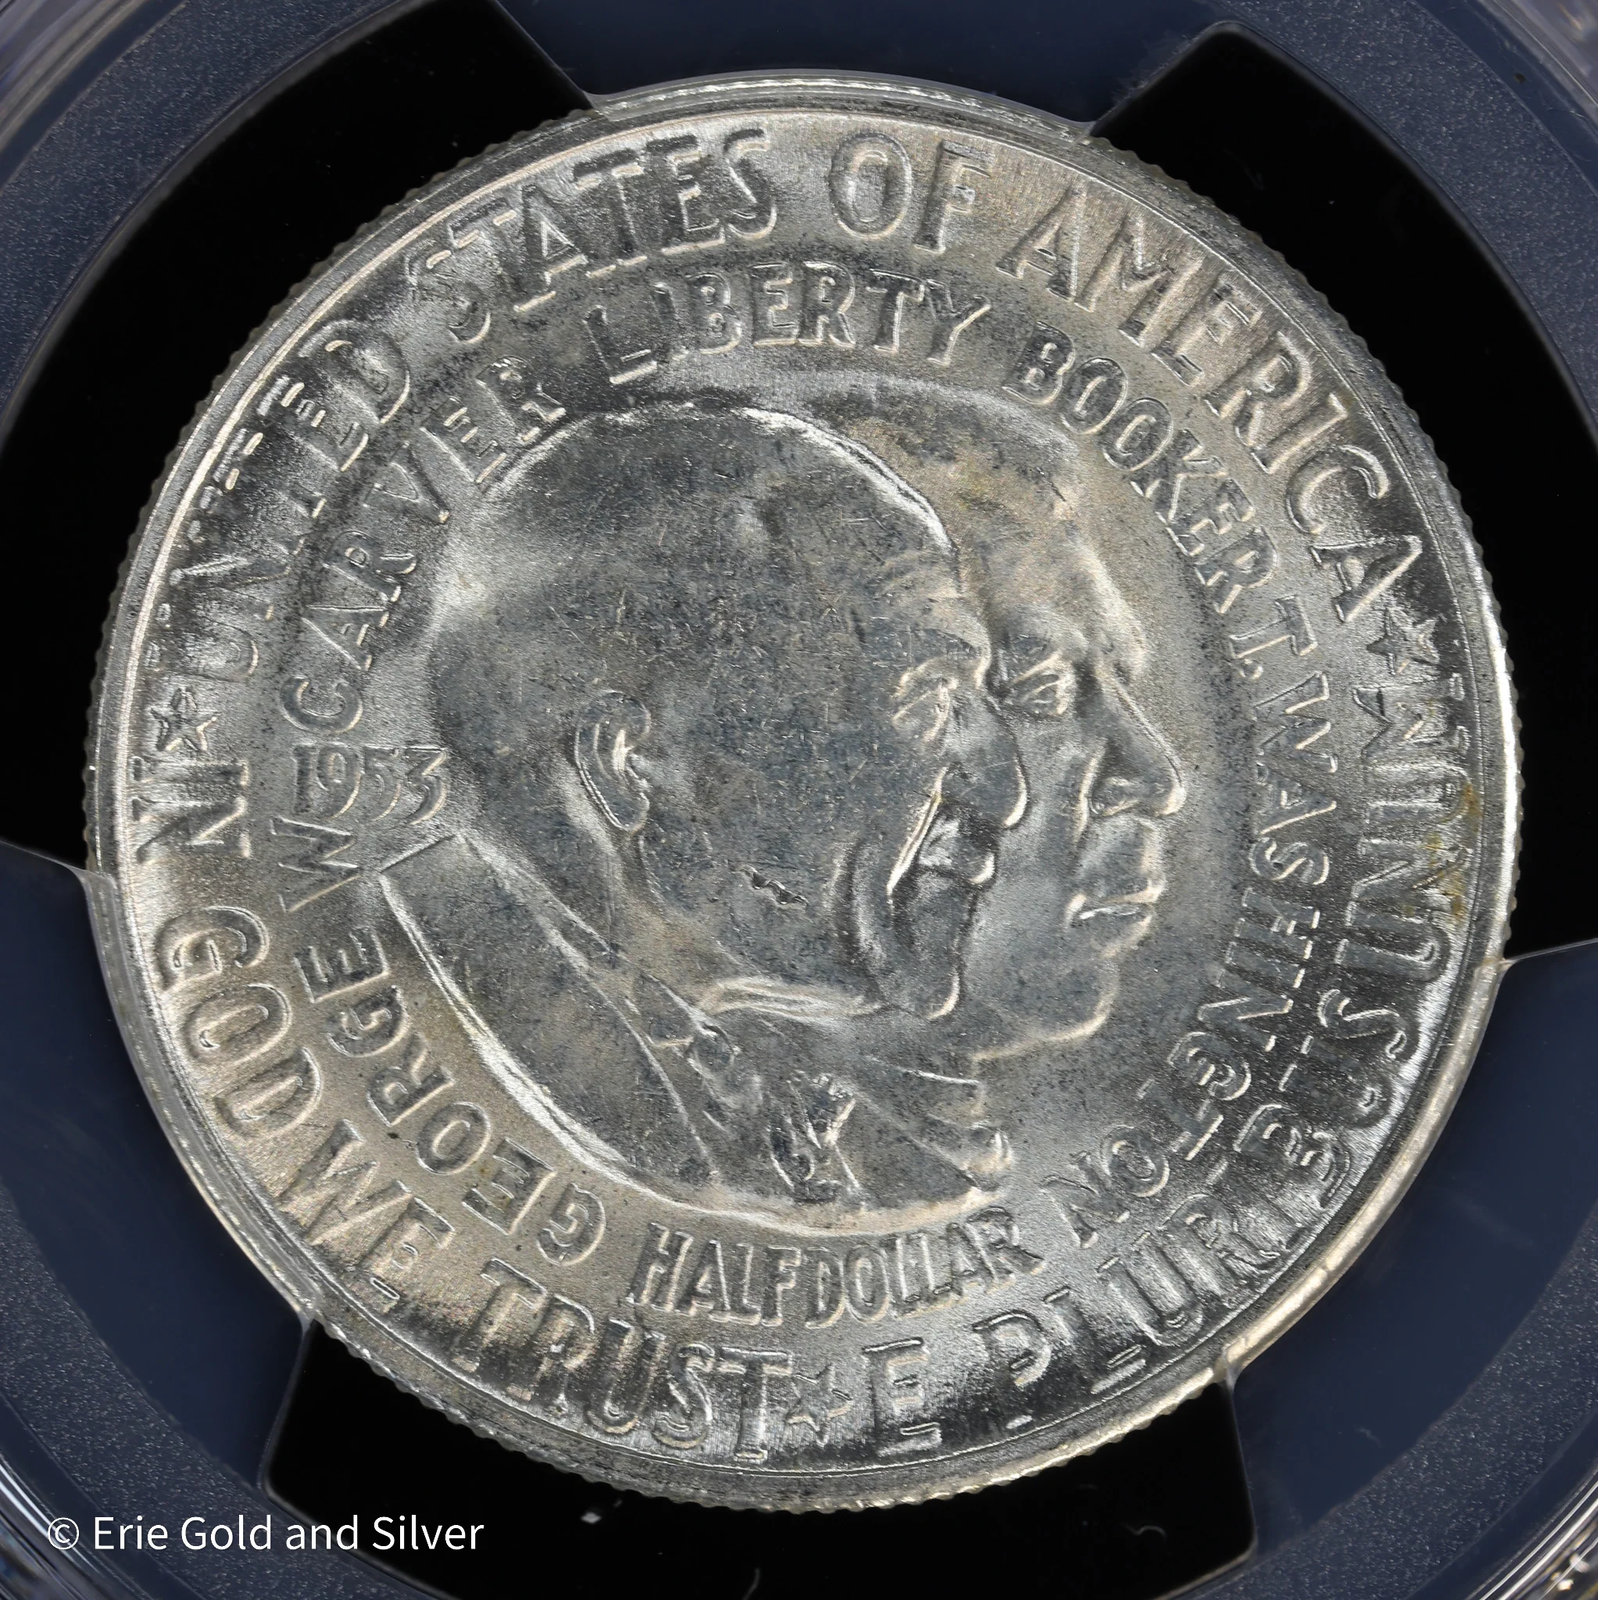 UNITED STATES OF AMERICA ★ UNUM
E PLURIBUS
★ IN GOD WE TRUST ★
LIBERTY
GEORGE W CARVER
BOOKER T. WASHINGTON
1953
HALF DOLLAR
© Erie Gold and Silver